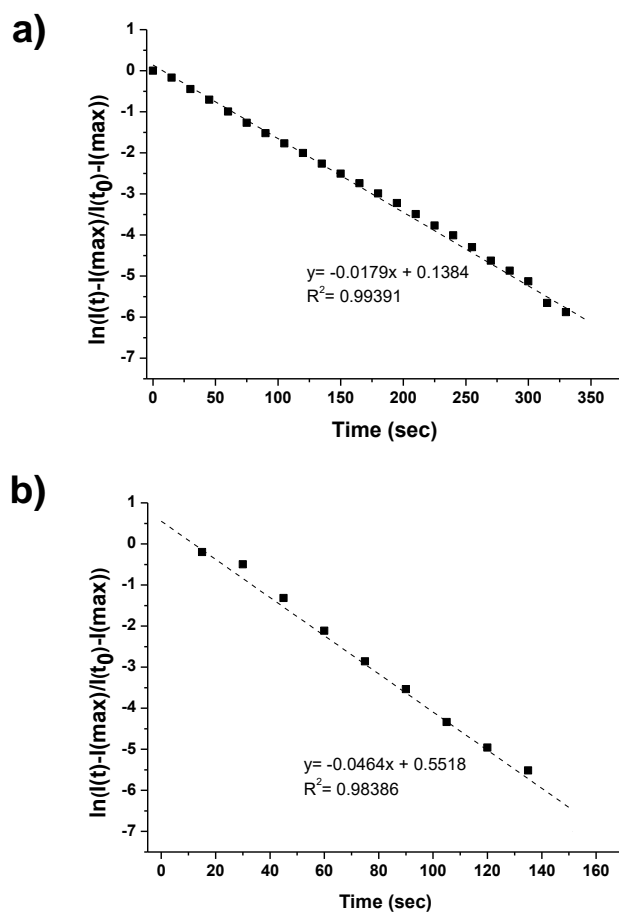 a)
1
0
-1
-2
-3
-4
-5
-6
-7
ln(I(t)-I(max)/I(t0)-I(max))
y= -0.0179x + 0.1384
R2= 0.99391
0 50 100 150 200 250 300 350
Time (sec)
b)
1
0
-1
-2
-3
-4
-5
-6
-7
ln(I(t)-I(max)/I(t0)-I(max))
y= -0.0464x + 0.5518
R2= 0.98386
0 20 40 60 80 100 120 140 160
Time (sec)